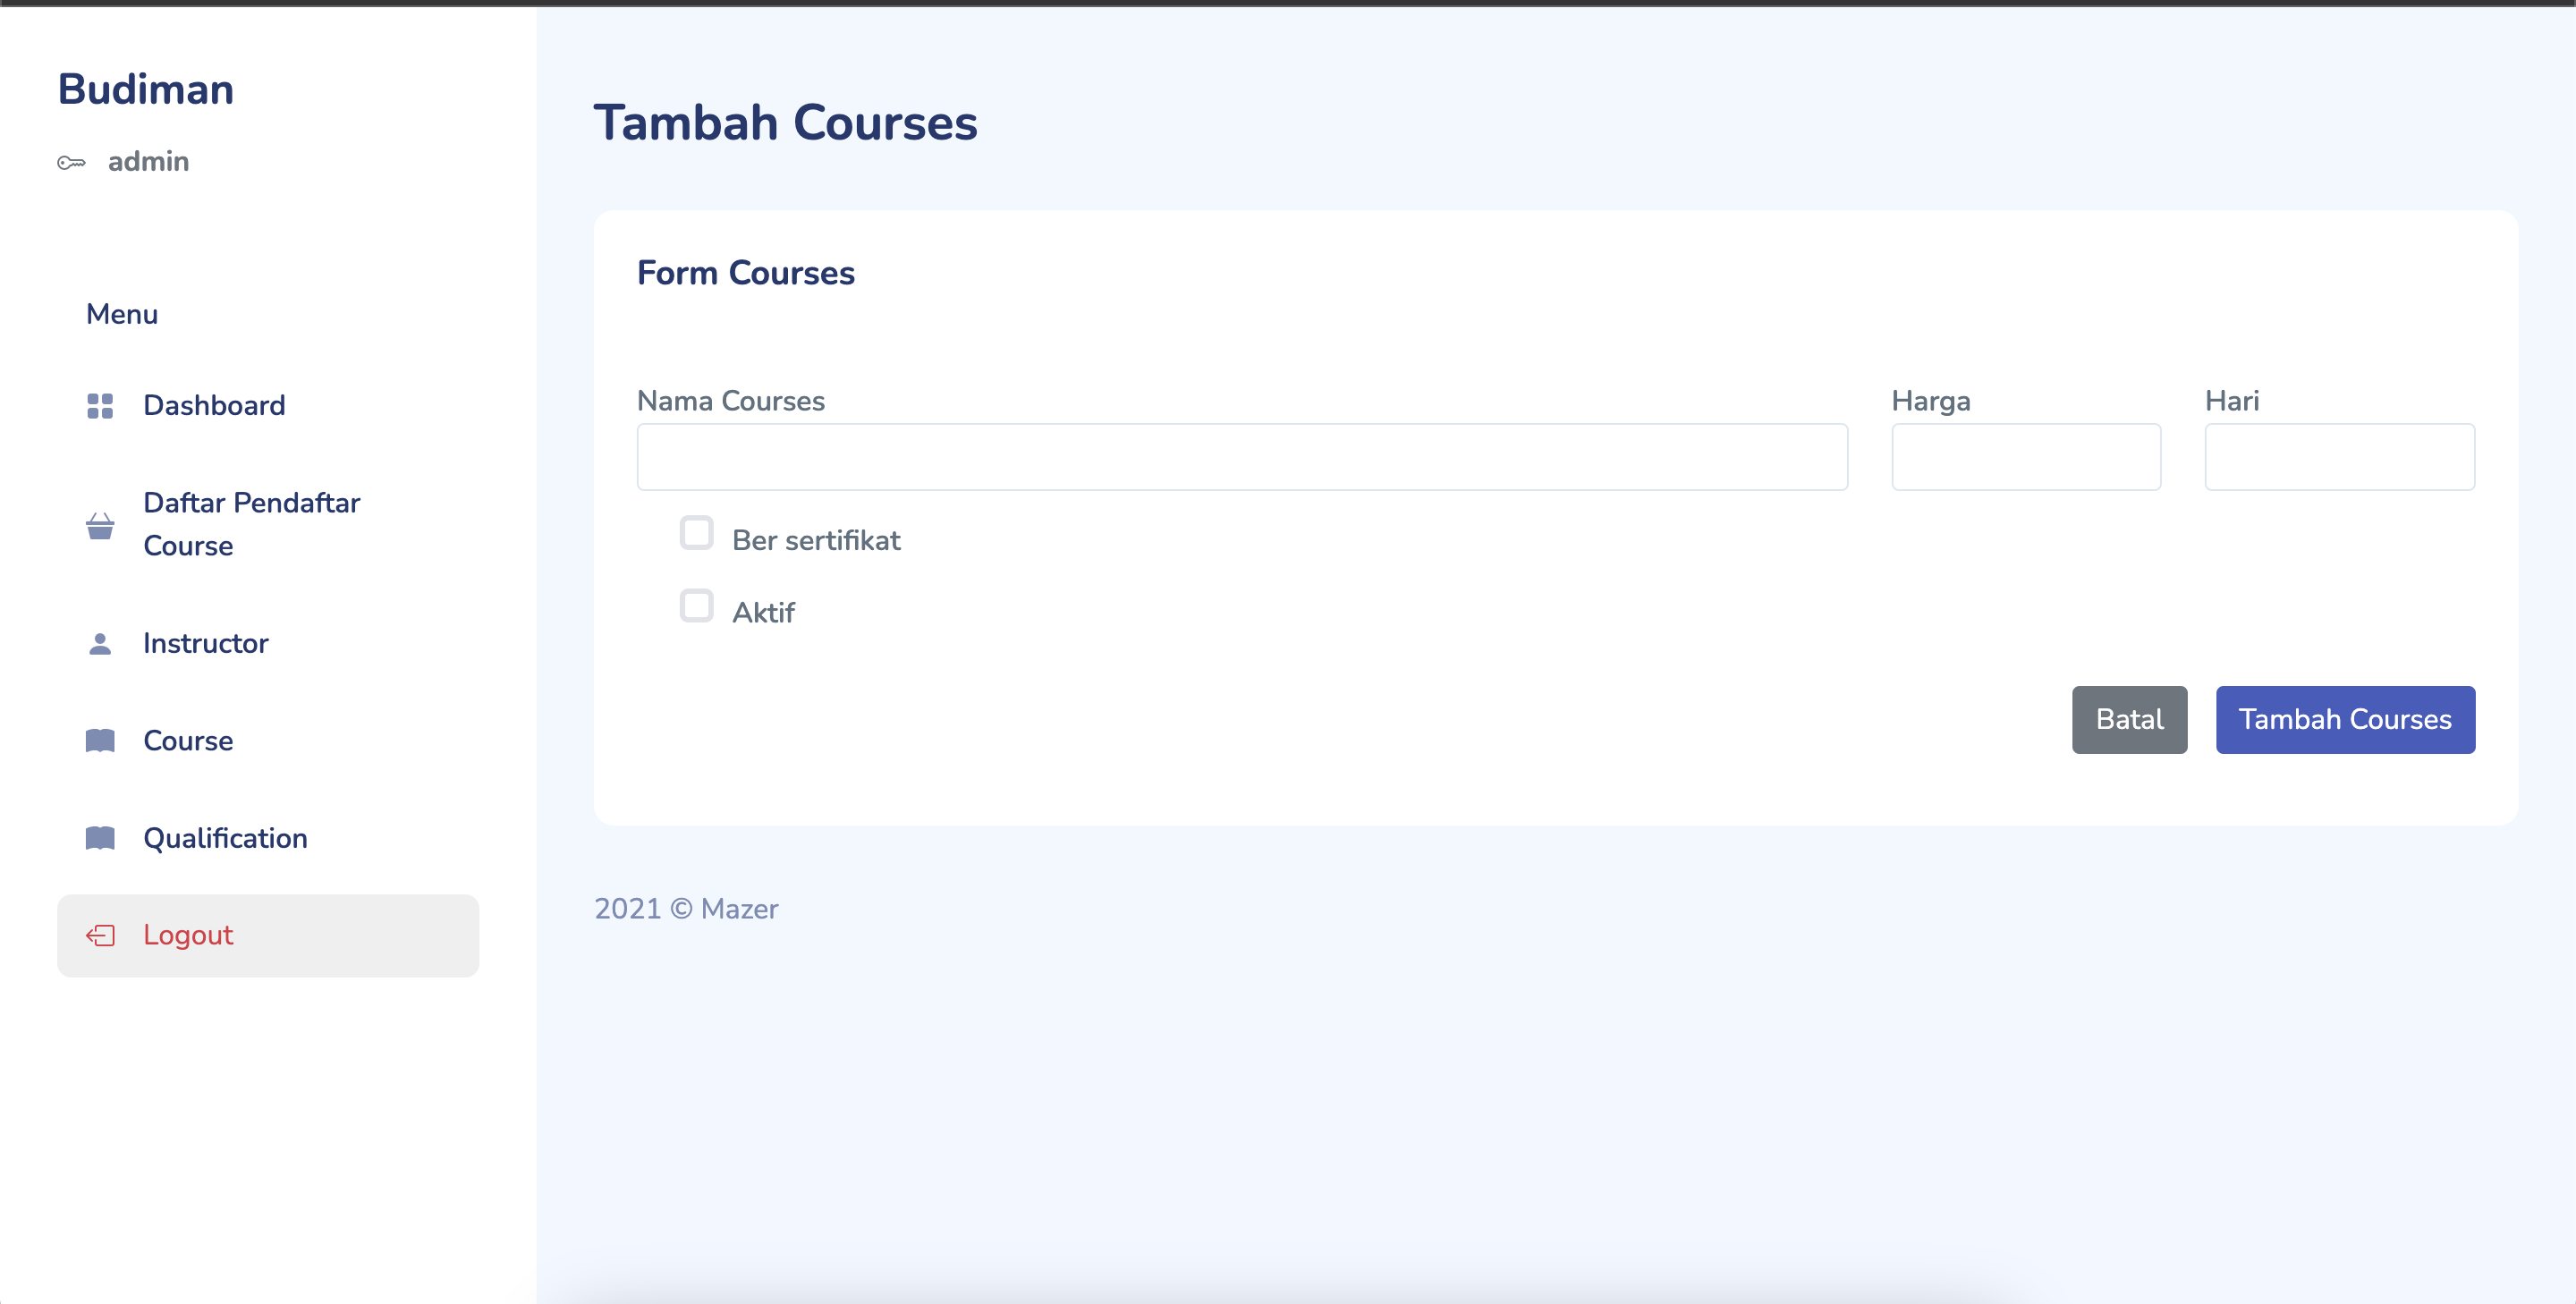 Budiman
admin
Menu
Dashboard
Daftar Pendaftar
Course
Instructor
Course
Qualification
Logout
Tambah Courses
Form Courses
Nama Courses
Harga
Hari
Ber sertifikat
Aktif
Batal
Tambah Courses
2021 © Mazer